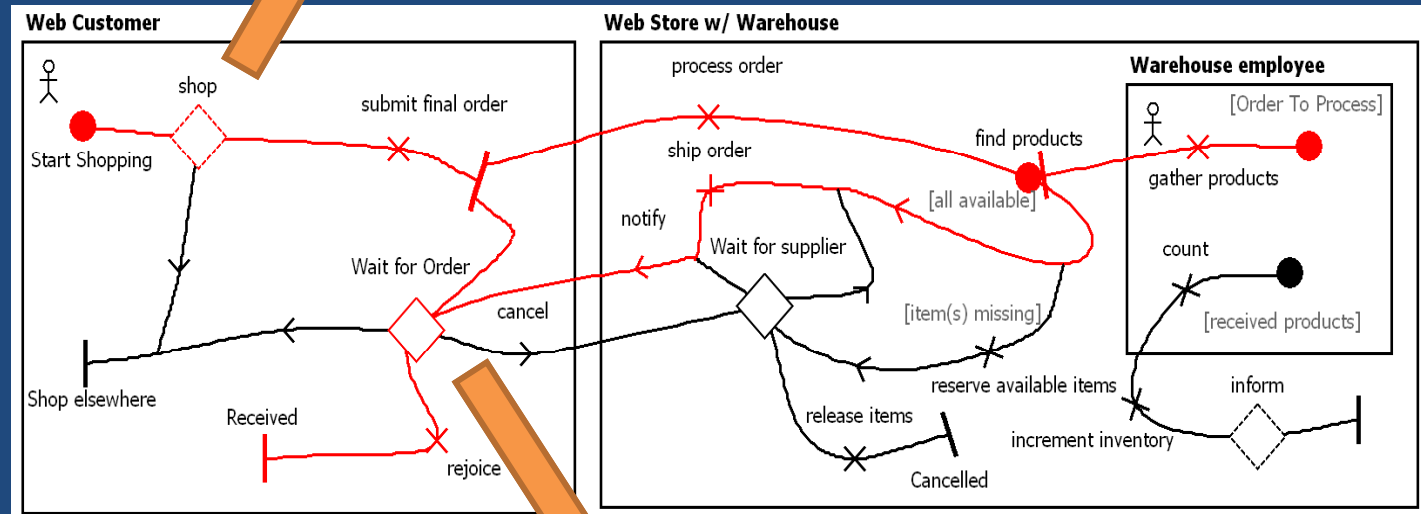 Web Customer
Web Store w/ Warehouse
process order
Warehouse employee
shop
submit final order
[Order To Process]
Start Shopping
ship order
find products
gather products
[all available]
notify
Wait for supplier
count
Wait for Order
cancel
[item(s) missing]
[received products]
Shop elsewhere
reserve available items
inform
Received
release items
increment inventory
rejoice
Cancelled